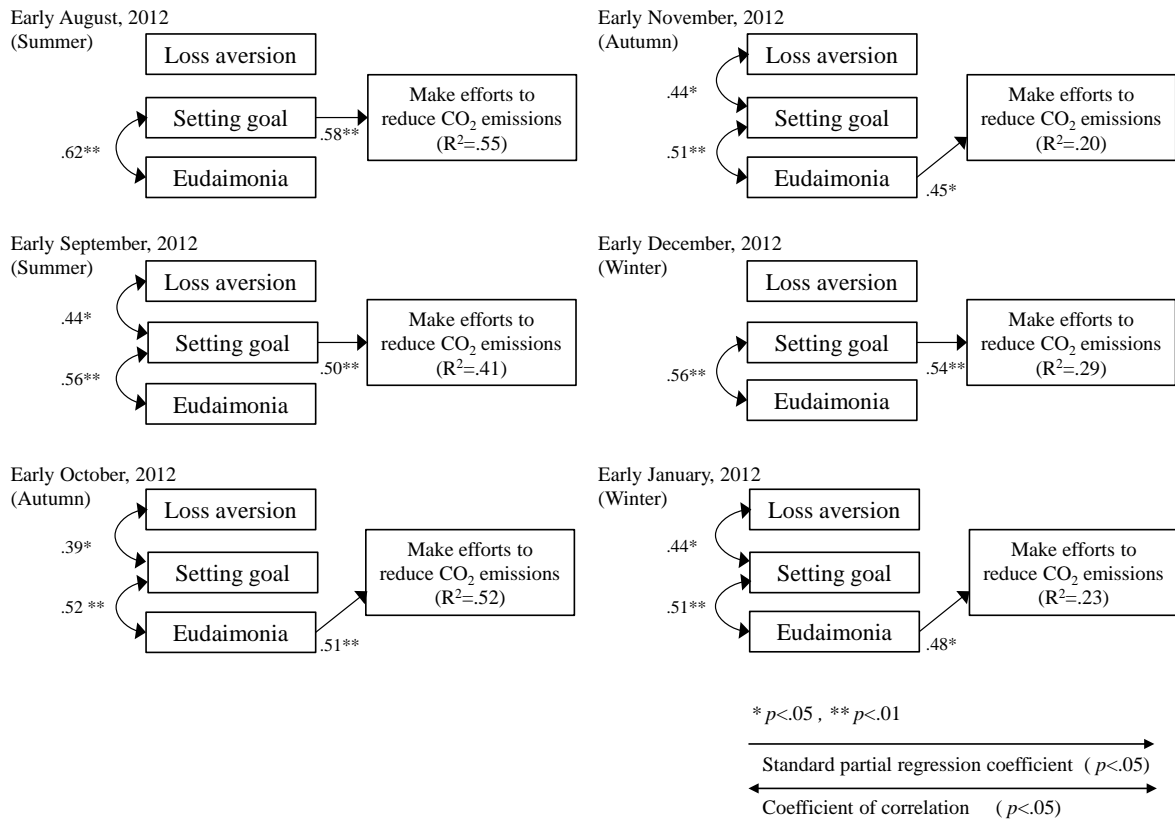 Early August, 2012
(Summer)
Loss aversion
Setting goal
Eudaimonia
.62**
.58**
Make efforts to
reduce CO₂ emissions
(R²=.55)
Early September, 2012
(Summer)
Loss aversion
.44*
Setting goal
.56**
Eudaimonia
.50**
Make efforts to
reduce CO₂ emissions
(R²=.41)
Early October, 2012
(Autumn)
Loss aversion
.39*
Setting goal
.52 **
Eudaimonia
.51**
Make efforts to
reduce CO₂ emissions
(R²=.52)
Early November, 2012
(Autumn)
Loss aversion
.44*
Setting goal
.51**
Eudaimonia
.45*
Make efforts to
reduce CO₂ emissions
(R²=.20)
Early December, 2012
(Winter)
Loss aversion
Setting goal
.56**
Eudaimonia
.54**
Make efforts to
reduce CO₂ emissions
(R²=.29)
Early January, 2012
(Winter)
Loss aversion
.44*
Setting goal
.51**
Eudaimonia
.48*
Make efforts to
reduce CO₂ emissions
(R²=.23)
* p<.05 , ** p<.01
Standard partial regression coefficient ( p<.05)
Coefficient of correlation ( p<.05)